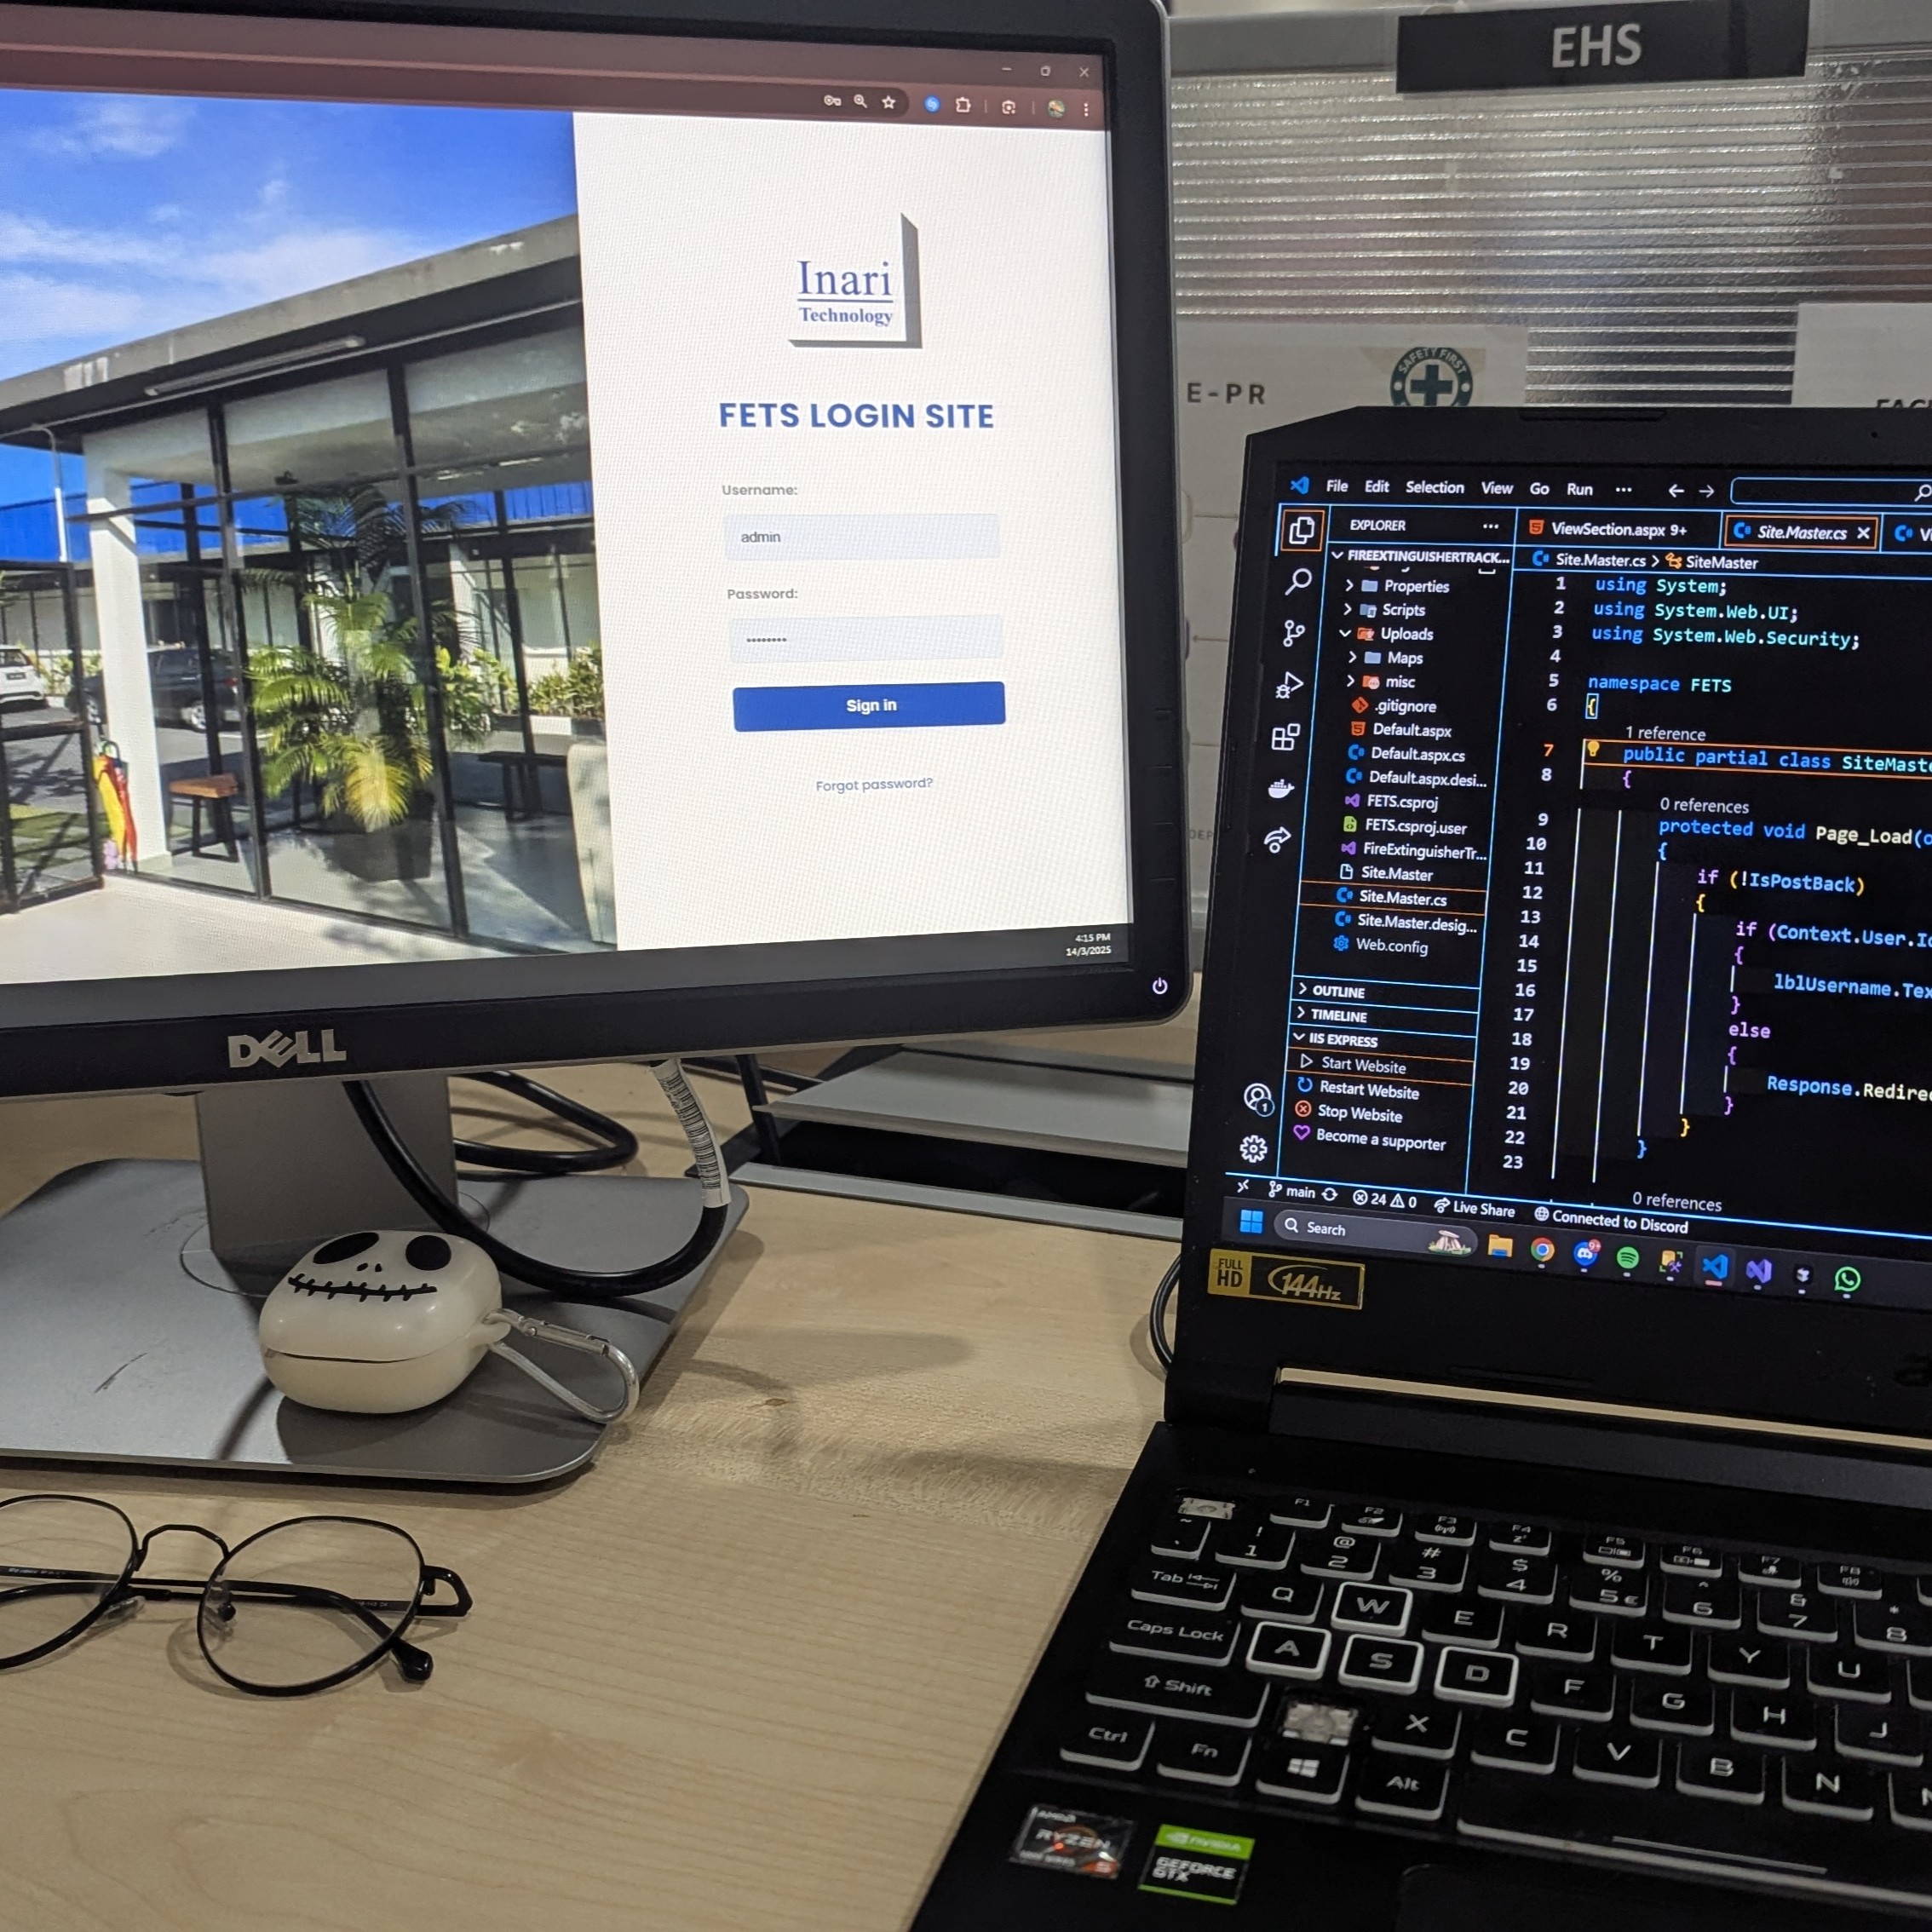 Inari
Technology
FETS LOGIN SITE
Username:
admin
Password:
••••••••
Sign in
Forgot password?
4:15 PM
14/3/2025
DELL
EHS
E-PR
SAFETY FIRST
File Edit Selection View Go Run ···
EXPLORER ···
FIREEXTINGUISHERTRACK...
Properties
Scripts
Uploads
Maps
misc
.gitignore
Default.aspx
Default.aspx.cs
Default.aspx.desi...
FETS.csproj
FETS.csproj.user
FireExtinguisherTr...
Site.Master
Site.Master.cs
Site.Master.desig...
Web.config
OUTLINE
TIMELINE
IIS EXPRESS
Start Website
Restart Website
Stop Website
Become a supporter
ViewSection.aspx 9+ Site.Master.cs
Site.Master.cs > SiteMaster
1 using System;
2 using System.Web.UI;
3 using System.Web.Security;
4
5 namespace FETS
6 {
1 reference
7 public partial class SiteMaste
8 {
0 references
9 protected void Page_Load(o
10 {
11 if (!IsPostBack)
12 {
13 if (Context.User.Id
14 {
15 lblUsername.Tex
16 }
17 else
18 {
19 Response.Redirec
20 }
21 }
22 }
23
0 references
main 24 0 Live Share Connected to Discord
Search
FULL HD 144Hz
F1 F2 F3 F4 F5 F6 F7 F8
~ ! 1 @ 2 # 3 $ 4 % 5 € ^ 6 & 7 * 8
Tab Q W E R T Y U
Caps Lock A S D F G H J
Shift X C V B N
Ctrl Fn Alt
AMD
RYZEN
5
NVIDIA
GEFORCE
GTX